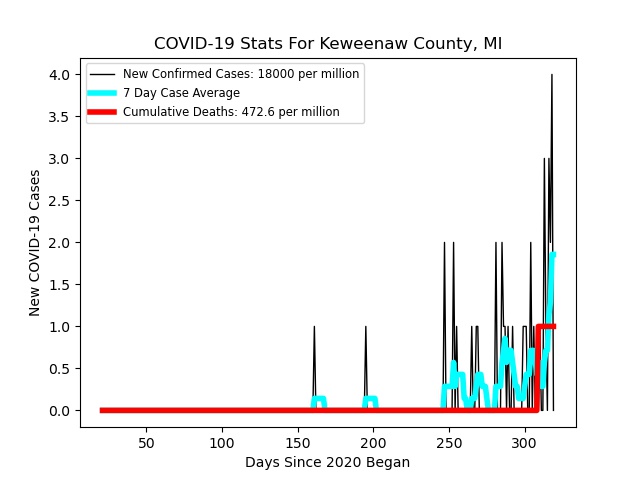 COVID-19 Stats For Keweenaw County, MI
New Confirmed Cases: 18000 per million
7 Day Case Average
Cumulative Deaths: 472.6 per million
New COVID-19 Cases
4.0
3.5
3.0
2.5
2.0
1.5
1.0
0.5
0.0
50 100 150 200 250 300
Days Since 2020 Began